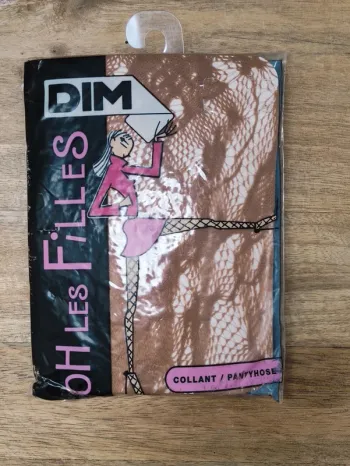 DIM
OH LES FILLES
COLLANT / PANTYHOSE